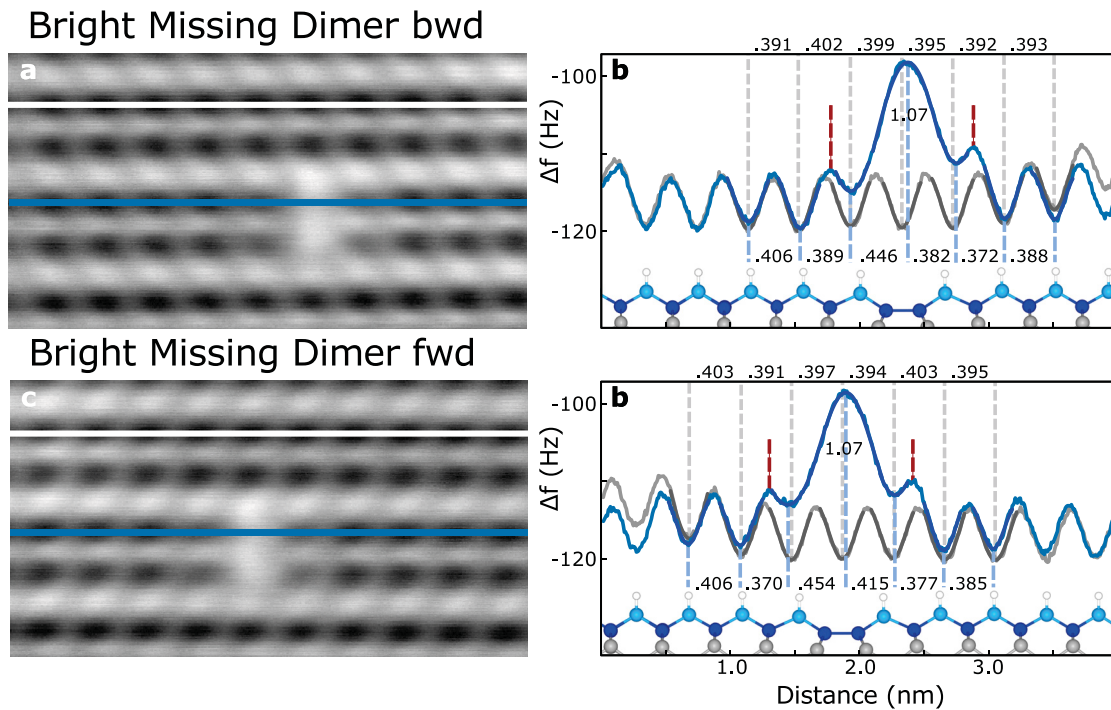 Bright Missing Dimer bwd
a
.391 .402 .399 .395 .392 .393
b
-100
1.07
Δf (Hz)
-120
.406 .389 .446 .382 .372 .388
Bright Missing Dimer fwd
c
.403 .391 .397 .394 .403 .395
b
-100
1.07
Δf (Hz)
-120
.406 .370 .454 .415 .377 .385
1.0 2.0 3.0
Distance (nm)